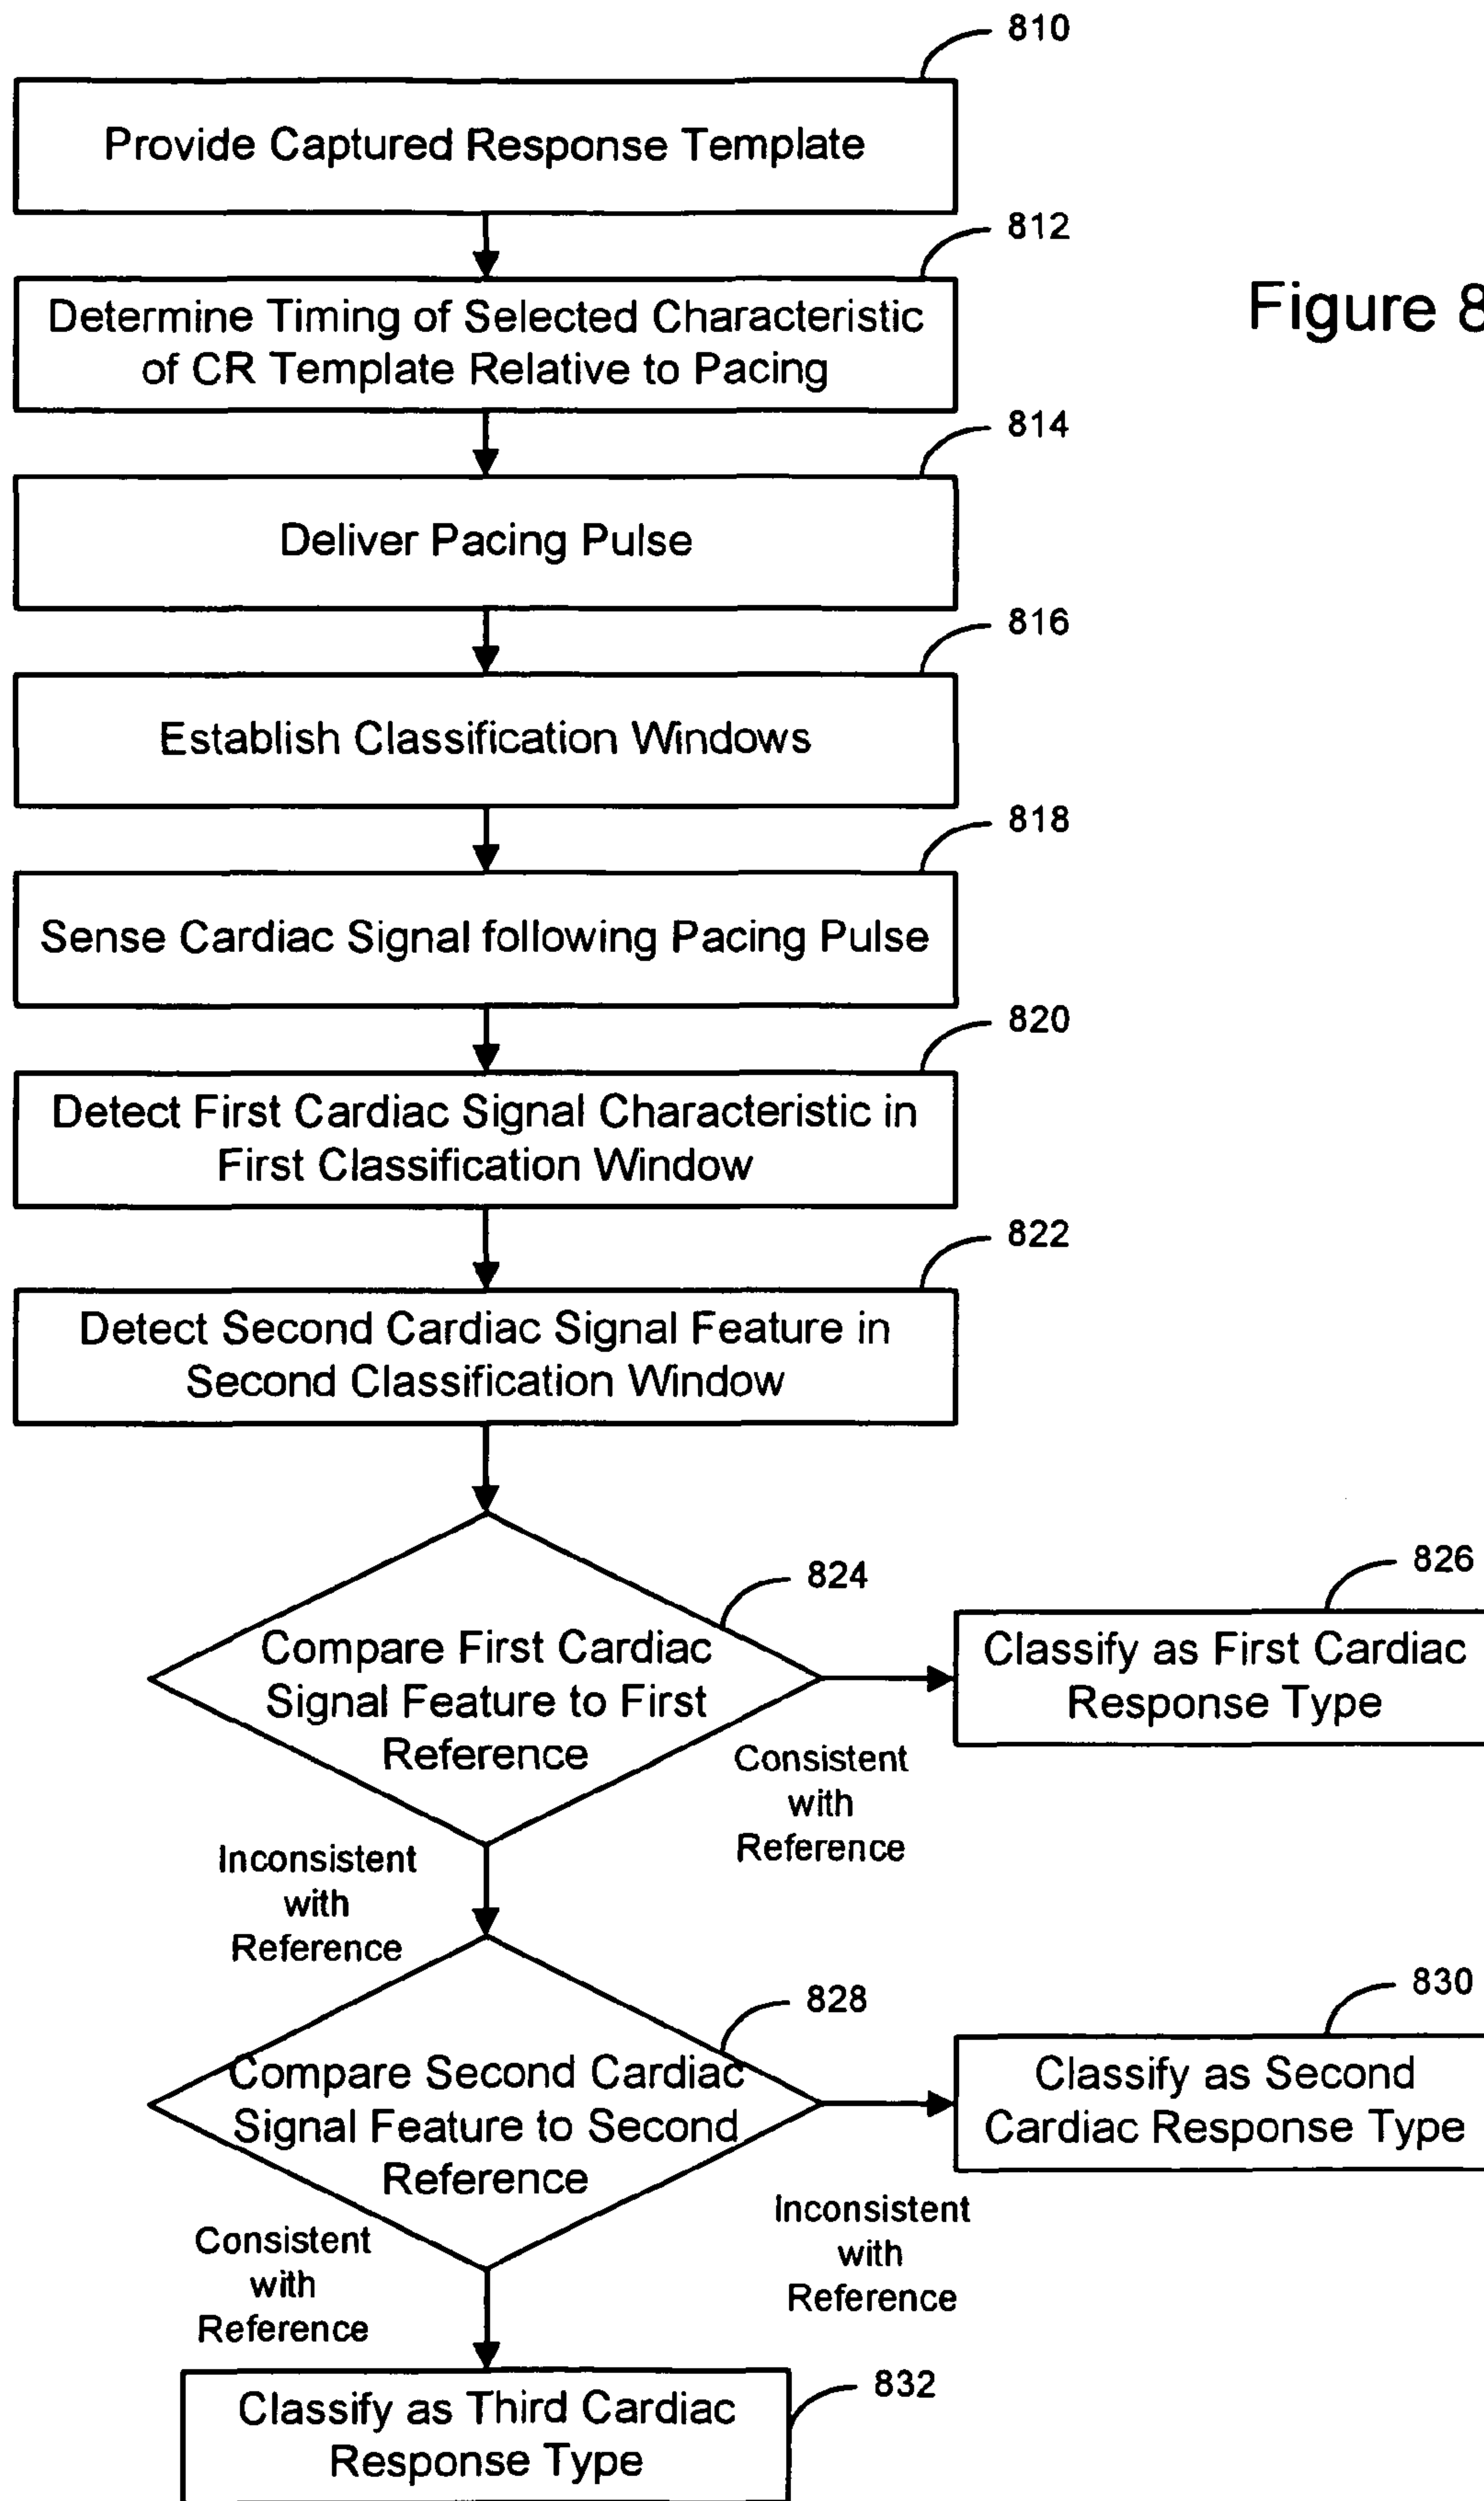 810
Provide Captured Response Template
812
Determine Timing of Selected Characteristic
of CR Template Relative to Pacing
Figure 8
814
Deliver Pacing Pulse
816
Establish Classification Windows
818
Sense Cardiac Signal following Pacing Pulse
820
Detect First Cardiac Signal Characteristic in
First Classification Window
822
Detect Second Cardiac Signal Feature in
Second Classification Window
824
Compare First Cardiac
Signal Feature to First
Reference
826
Classify as First Cardiac
Response Type
Consistent
with
Reference
Inconsistent
with
Reference
828
Compare Second Cardiac
Signal Feature to Second
Reference
830
Classify as Second
Cardiac Response Type
Inconsistent
with
Reference
Consistent
with
Reference
832
Classify as Third Cardiac
Response Type